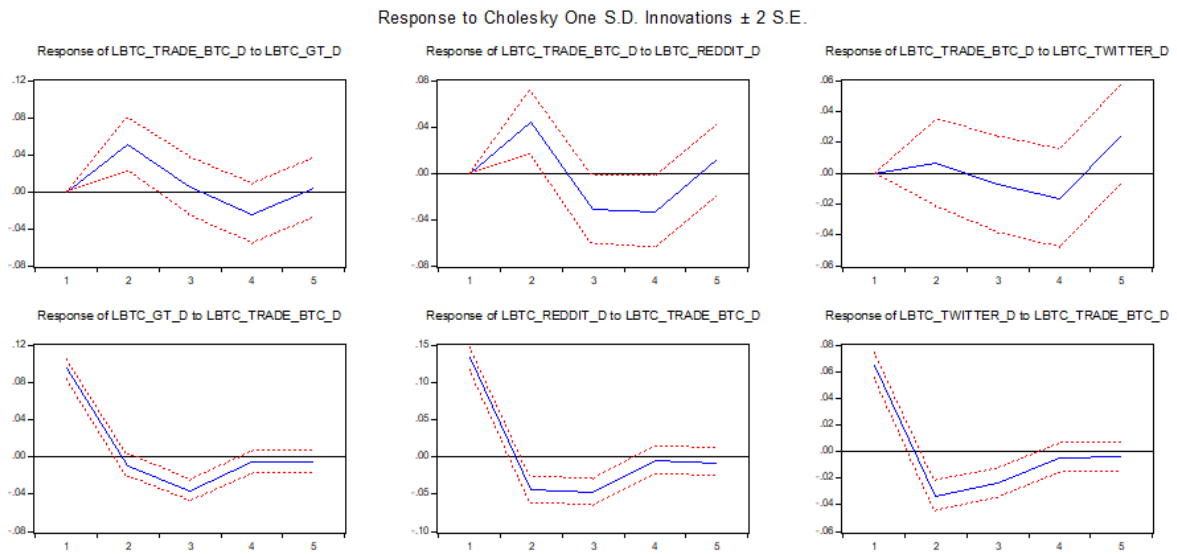 Response to Cholesky One S.D. Innovations ± 2 S.E.
Response of LBTC_TRADE_BTC_D to LBTC_GT_D
.12
.08
.04
.00
-.04
-.08
1 2 3 4 5
Response of LBTC_TRADE_BTC_D to LBTC_REDDIT_D
.08
.04
.00
-.04
-.08
1 2 3 4 5
Response of LBTC_TRADE_BTC_D to LBTC_TWITTER_D
.06
.04
.02
.00
-.02
-.04
-.06
1 2 3 4 5
Response of LBTC_GT_D to LBTC_TRADE_BTC_D
.12
.08
.04
.00
-.04
-.08
1 2 3 4 5
Response of LBTC_REDDIT_D to LBTC_TRADE_BTC_D
.15
.10
.05
.00
-.05
-.10
1 2 3 4 5
Response of LBTC_TWITTER_D to LBTC_TRADE_BTC_D
.08
.06
.04
.02
.00
-.02
-.04
-.06
1 2 3 4 5